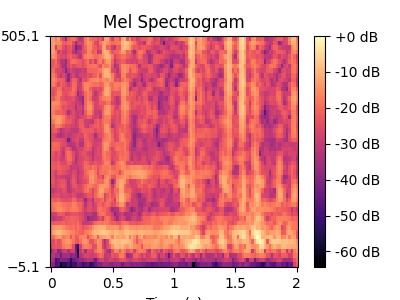 Mel Spectrogram
505.1
−5.1
0
0.5
1
1.5
2
+0 dB
-10 dB
-20 dB
-30 dB
-40 dB
-50 dB
-60 dB